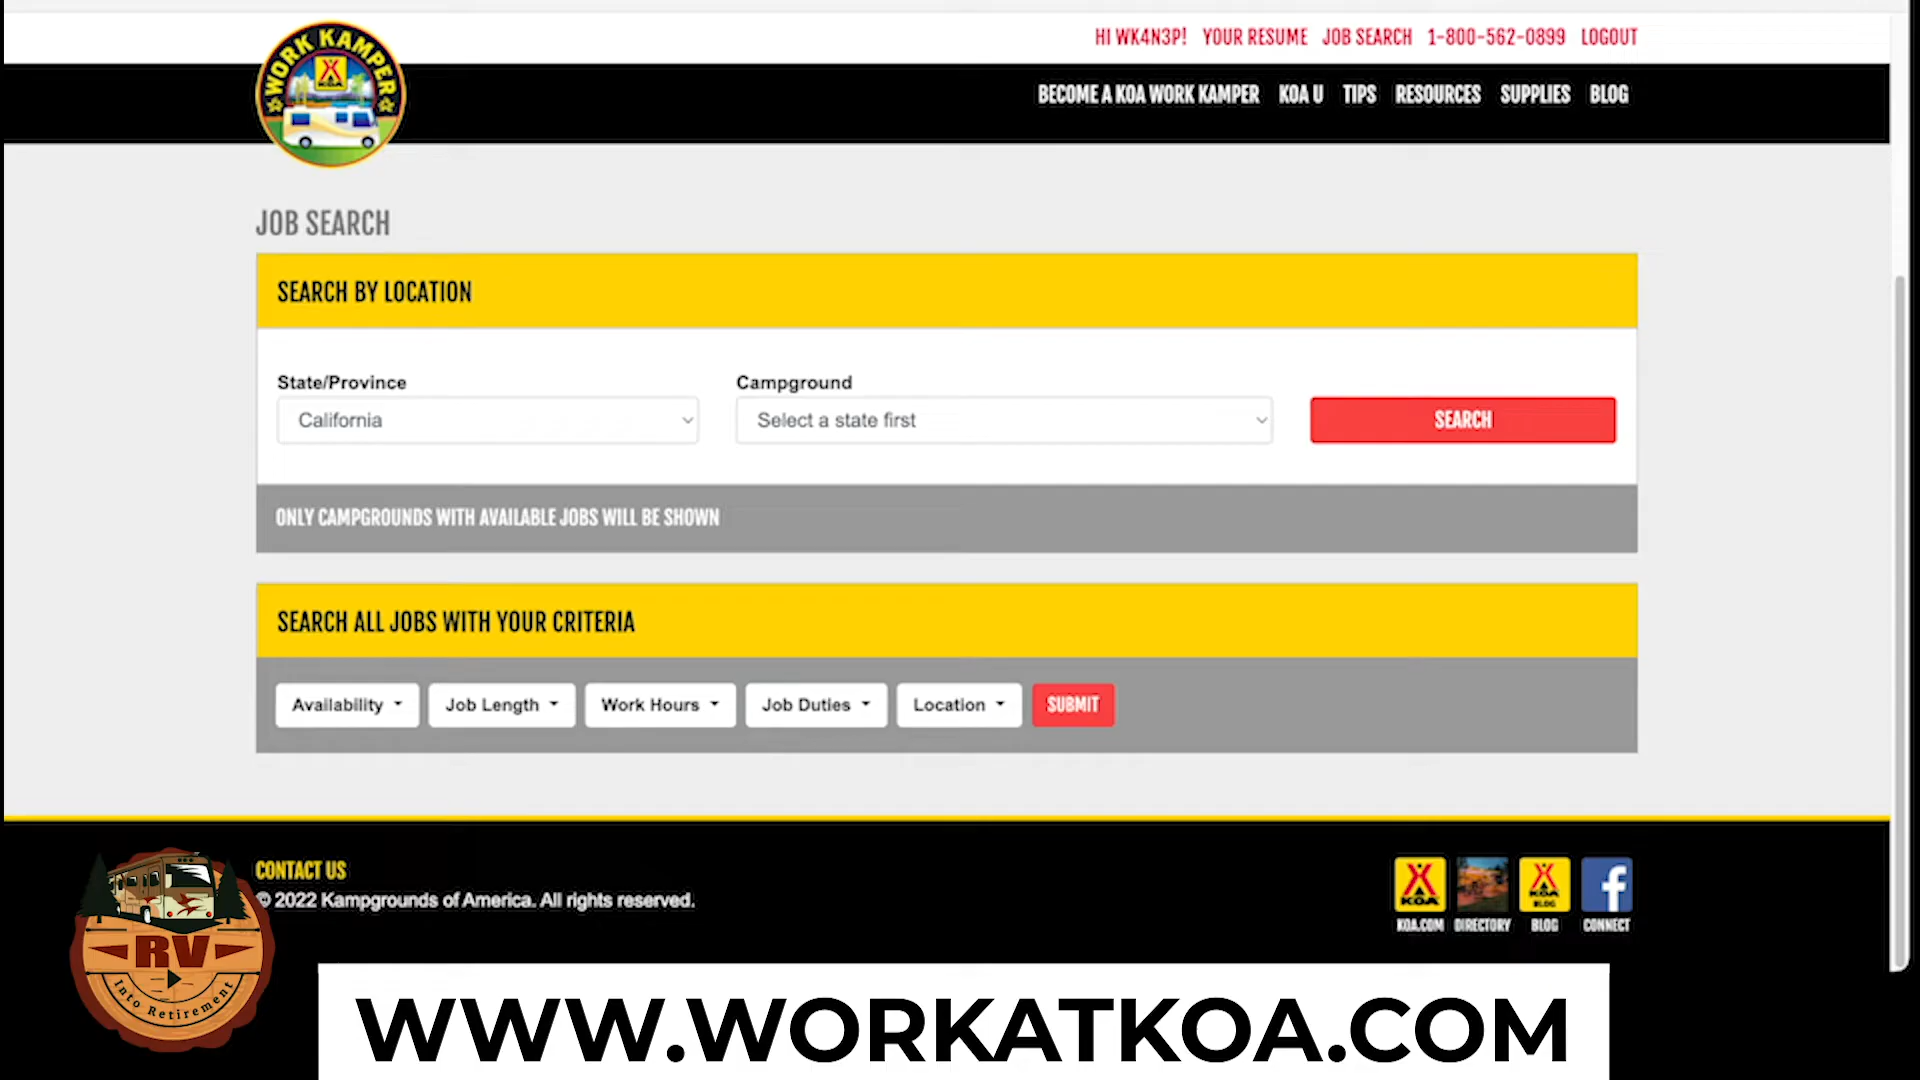 HI WK4N3P! YOUR RESUME JOB SEARCH 1-800-562-0899 LOGOUT
WORK KAMPER
KOA
BECOME A KOA WORK KAMPER KOA U TIPS RESOURCES SUPPLIES BLOG
JOB SEARCH
SEARCH BY LOCATION
State/Province Campground
California Select a state first SEARCH
ONLY CAMPGROUNDS WITH AVAILABLE JOBS WILL BE SHOWN
SEARCH ALL JOBS WITH YOUR CRITERIA
Availability Job Length Work Hours Job Duties Location SUBMIT
CONTACT US
© 2022 Kampgrounds of America. All rights reserved.
KOA KOA BLOG
KOA.COM DIRECTORY BLOG CONNECT
RV
Into Retirement
WWW.WORKATKOA.COM